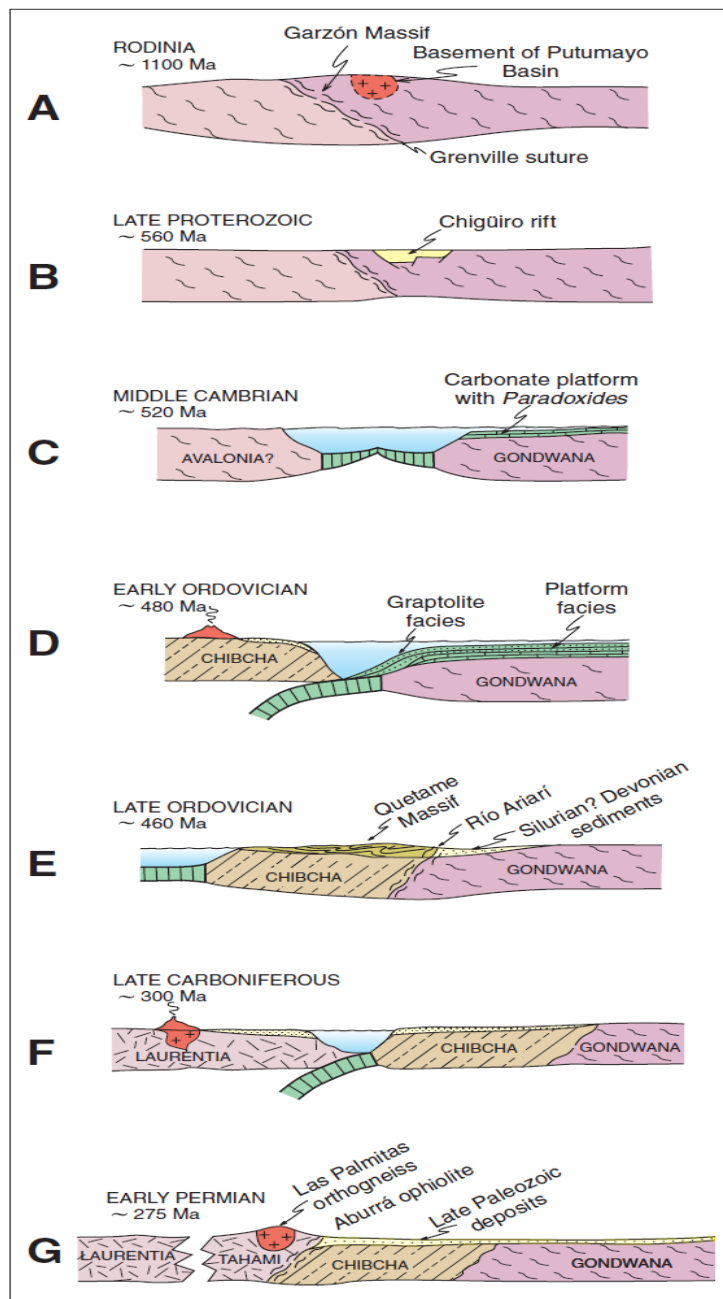 RODINIA
~ 1100 Ma
Garzón Massif
Basement of Putumayo
Basin
A
Grenville suture
LATE PROTEROZOIC
~ 560 Ma
Chigüiro rift
B
MIDDLE CAMBRIAN
~ 520 Ma
Carbonate platform
with Paradoxides
C
AVALONIA?
GONDWANA
EARLY ORDOVICIAN
~ 480 Ma
Graptolite
facies
Platform
facies
D
CHIBCHA
GONDWANA
LATE ORDOVICIAN
~ 460 Ma
Quetame
Massif
Río Ariarí
Silurian? Devonian
sediments
E
CHIBCHA
GONDWANA
LATE CARBONIFEROUS
~ 300 Ma
F
LAURENTIA
CHIBCHA
GONDWANA
EARLY PERMIAN
~ 275 Ma
Las Palmitas
orthogneiss
Aburrá ophiolite
Late Paleozoic
deposits
G
LAURENTIA
TAHAMI
CHIBCHA
GONDWANA